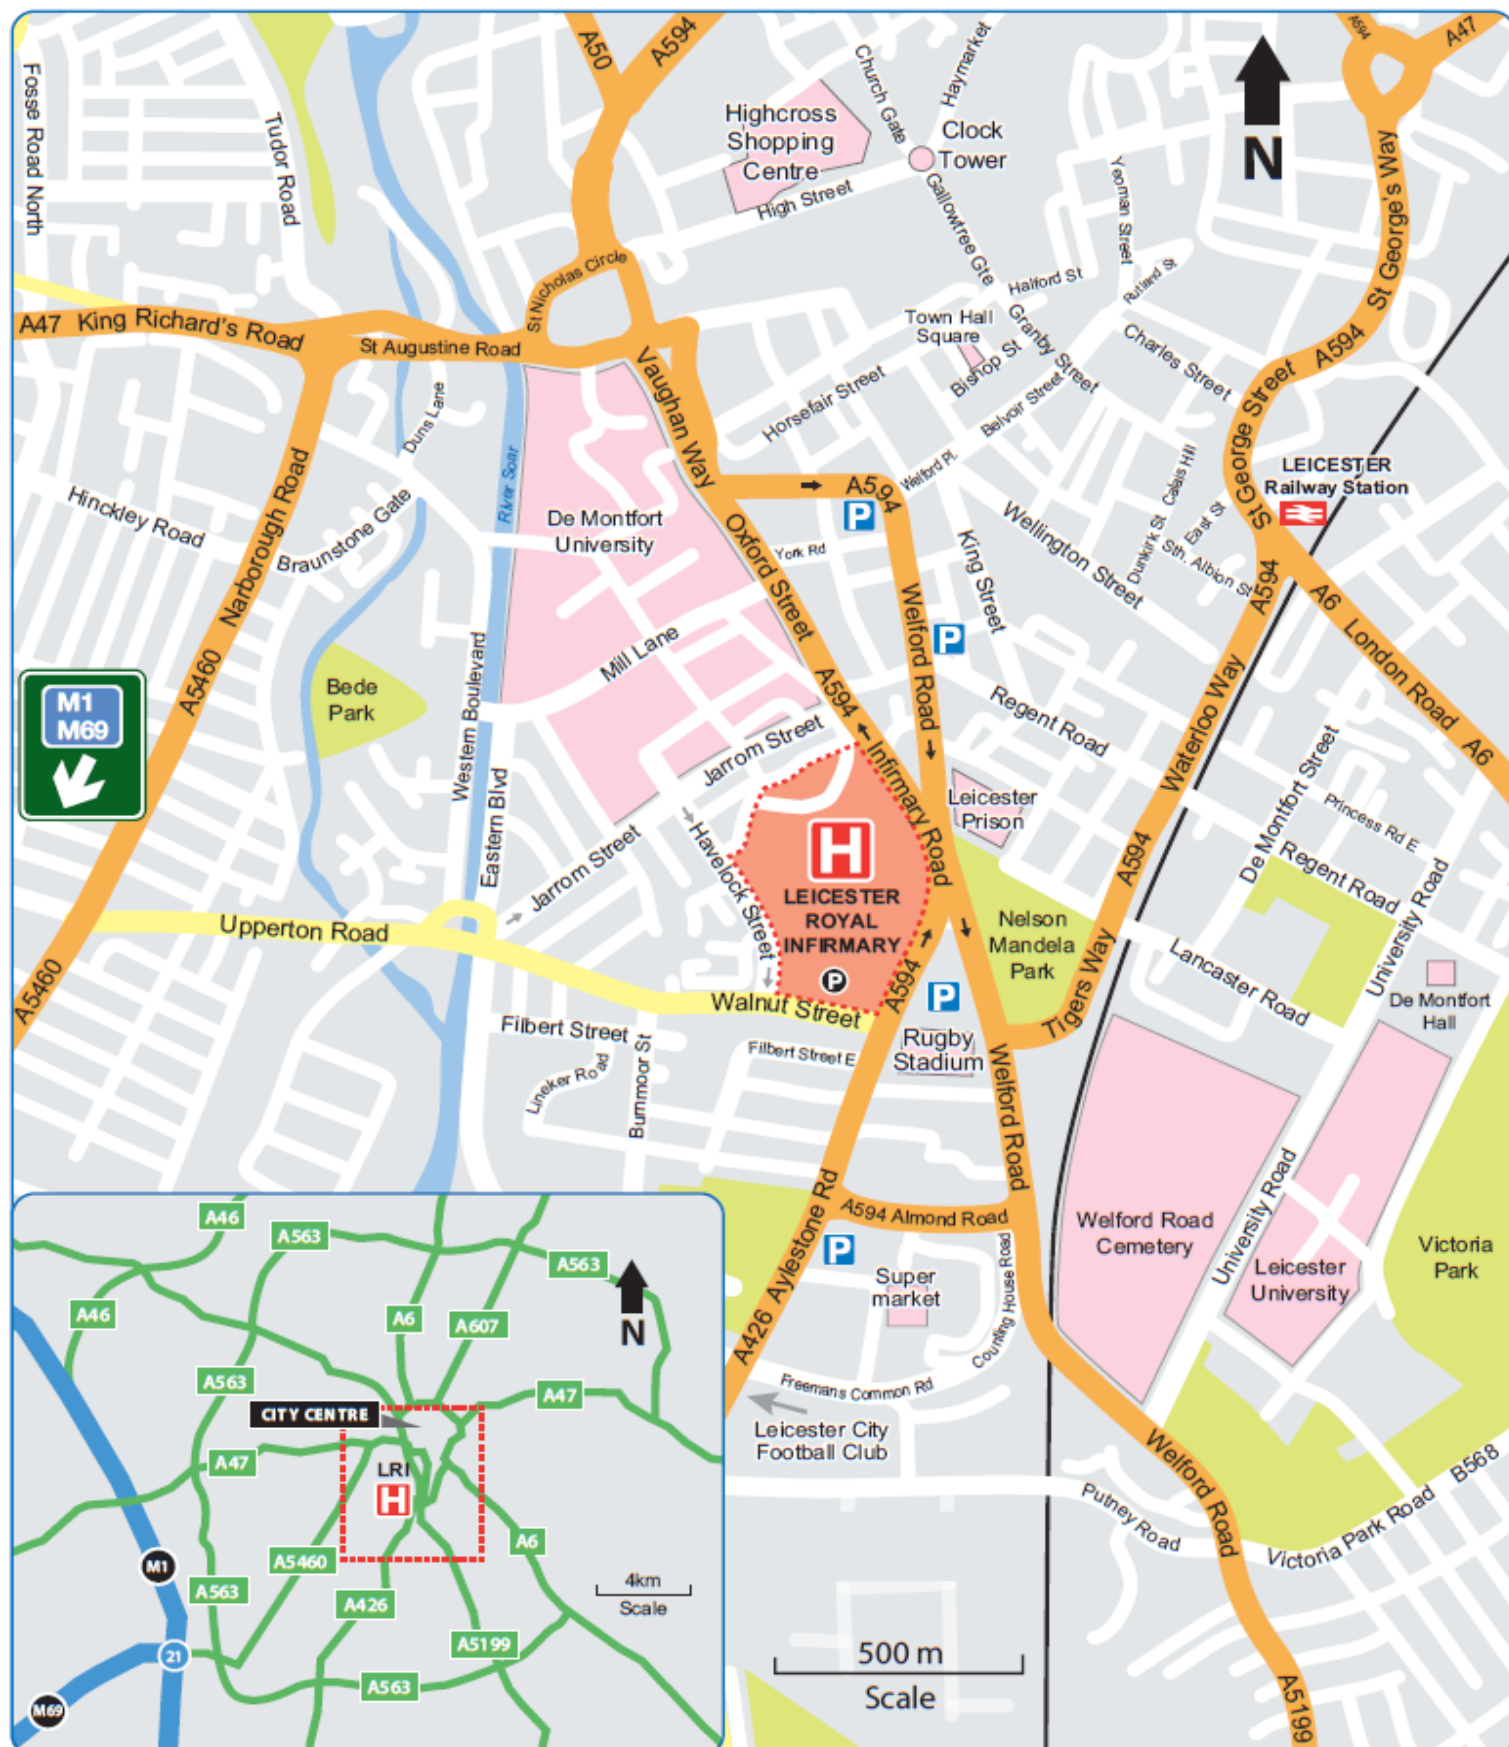 A50
A594
A594
A47
Fosse Road North
Tudor Road
Church Gate
Haymarket
Highcross
Shopping
Centre
Clock
Tower
N
High Street
Gallowtree Gte
Yeoman Street
St George's Way
St Nicholas Circle
Halford St
Rutland St
A47 King Richard's Road
St Augustine Road
Town Hall
Square
Bishop St
Granby Street
Charles Street
A594
Vaughan Way
Horsefair Street
Belvoir Street
Duns Lane
St George Street
River Soar
Welford Pl.
Calais Hill
LEICESTER
Railway Station
Hinckley Road
Narborough Road
Braunstone Gate
De Montfort
University
A594
P
Oxford Street
York Rd
King Street
Wellington Street
Dunkirk St
East St
Sth. Albion St
A594
A6
London Road
A6
Mill Lane
Welford Road
P
A5460
M1
M69
Bede
Park
Western Boulevard
Eastern Blvd
A594
Regent Road
Waterloo Way
De Montfort Street
Jarrom Street
Infirmary Road
Leicester
Prison
Princess Rd E
H
Havelock Street
Jarrom Street
LEICESTER
ROYAL
INFIRMARY
P
A594
Regent Road
University Road
Upperton Road
Nelson
Mandela
Park
Lancaster Road
A5460
A594
P
Walnut Street
Tigers Way
De Montfort
Hall
Filbert Street
Filbert Street E
Rugby
Stadium
Lineker Road
Burnmoor St
Welford Road
Aylestone Rd
A594 Almond Road
P
Super
market
Counting House Road
Welford Road
Cemetery
University Road
Leicester
University
Victoria
Park
A426
Freemans Common Rd
Leicester City
Football Club
Welford Road
Putney Road
Victoria Park Road
B568
A5199
500 m
Scale
A46
A563
A563
N
A46
A6
A607
A563
A47
CITY CENTRE
A47
LRI
H
A6
M1
A5460
A563
A426
4km
Scale
A5199
21
A563
M69